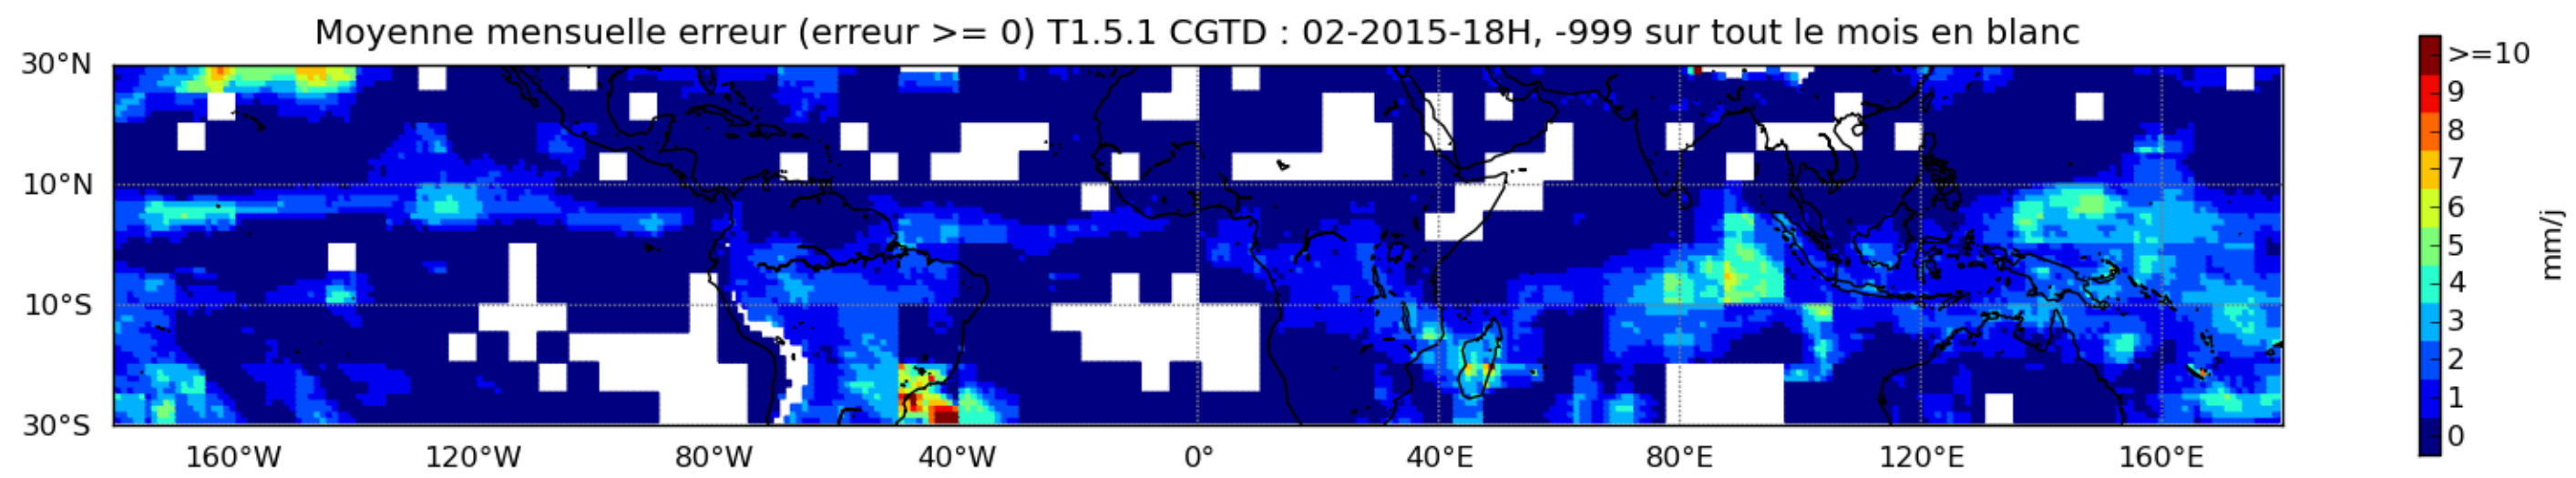 Moyenne mensuelle erreur (erreur >= 0) T1.5.1 CGTD : 02-2015-18H, -999 sur tout le mois en blanc
30°N
10°N
10°S
30°S
160°W 120°W 80°W 40°W 0° 40°E 80°E 120°E 160°E
>=10
9
8
7
6
5
4
3
2
1
0
mm/j